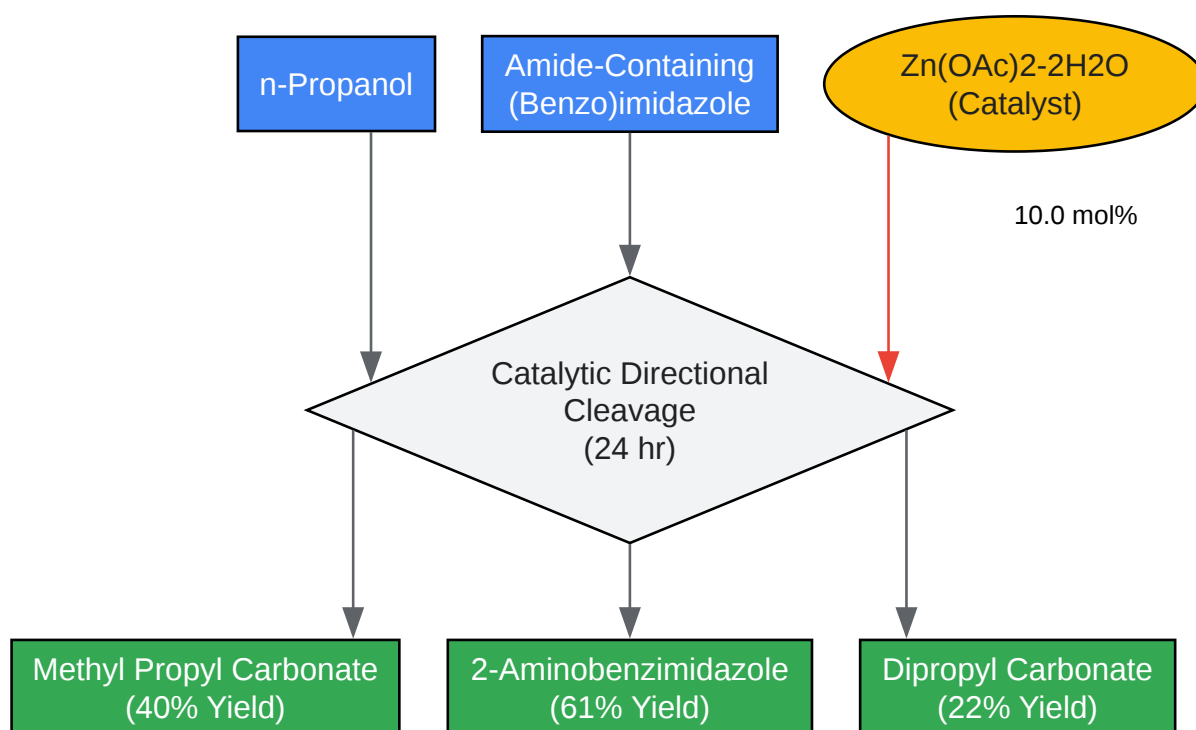 n-Propanol
Amide-Containing
(Benzo)imidazole
Zn(OAc)2-2H2O
(Catalyst)
10.0 mol%
Catalytic Directional
Cleavage
(24 hr)
Methyl Propyl Carbonate
(40% Yield)
2-Aminobenzimidazole
(61% Yield)
Dipropyl Carbonate
(22% Yield)